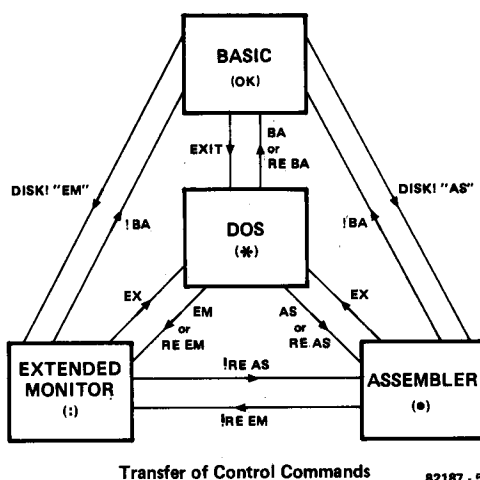 BASIC
(OK)
EXIT
BA
or
RE BA
DISK! "EM"
!BA
DOS
(*)
!BA
DISK! "AS"
EX
EM
or
RE EM
AS
or
RE AS
EX
EXTENDED
MONITOR
(:)
!RE AS
!RE EM
ASSEMBLER
(•)
Transfer of Control Commands